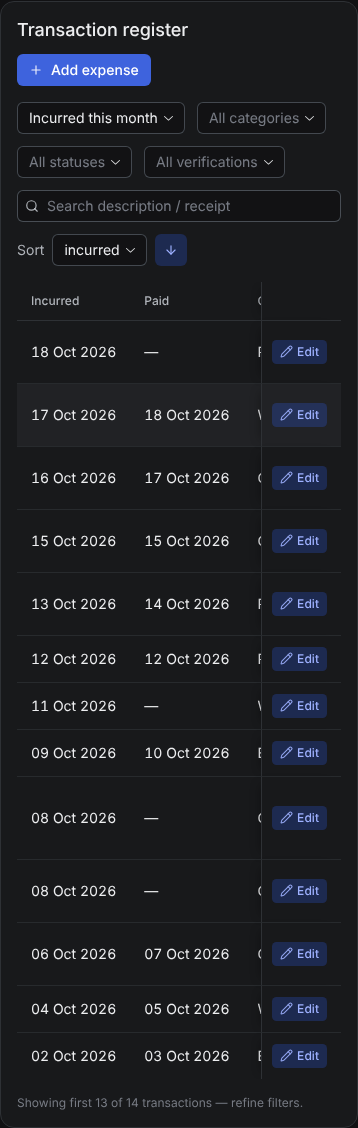 Transaction register
Add expense
Incurred this month
All categories
All statuses
All verifications
Search description / receipt
Sort incurred
Incurred Paid
18 Oct 2026 — Edit
17 Oct 2026 18 Oct 2026 Edit
16 Oct 2026 17 Oct 2026 Edit
15 Oct 2026 15 Oct 2026 Edit
13 Oct 2026 14 Oct 2026 Edit
12 Oct 2026 12 Oct 2026 Edit
11 Oct 2026 — Edit
09 Oct 2026 10 Oct 2026 Edit
08 Oct 2026 — Edit
08 Oct 2026 — Edit
06 Oct 2026 07 Oct 2026 Edit
04 Oct 2026 05 Oct 2026 Edit
02 Oct 2026 03 Oct 2026 Edit
Showing first 13 of 14 transactions — refine filters.